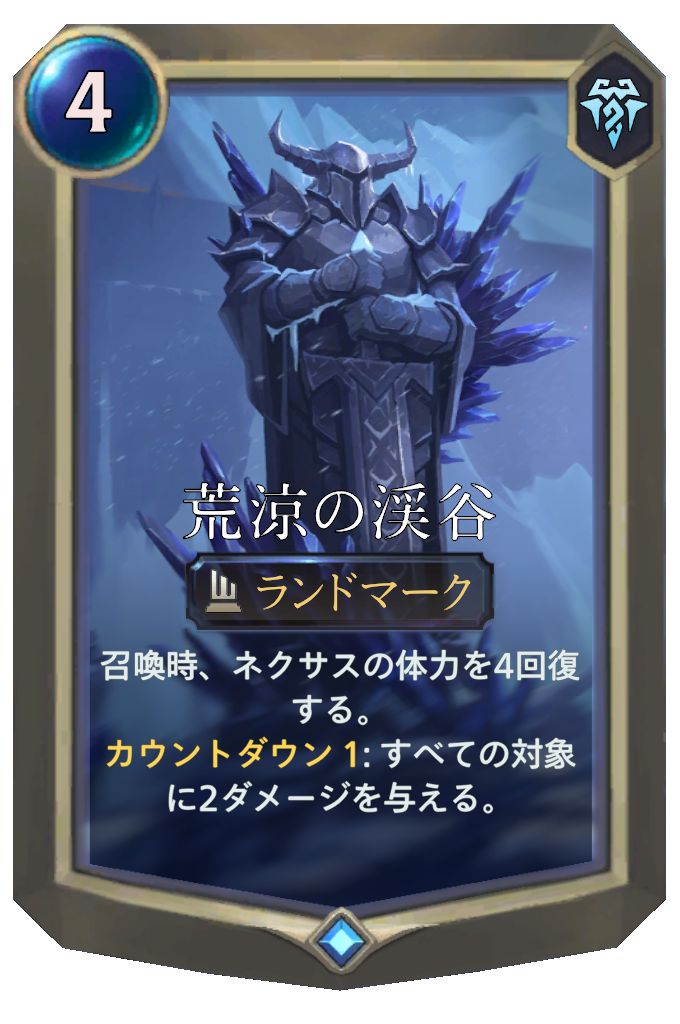 4
荒涼の渓谷
ランドマーク
召喚時、ネクサスの体力を4回復
する。
カウントダウン 1: すべての対象
に2ダメージを与える。